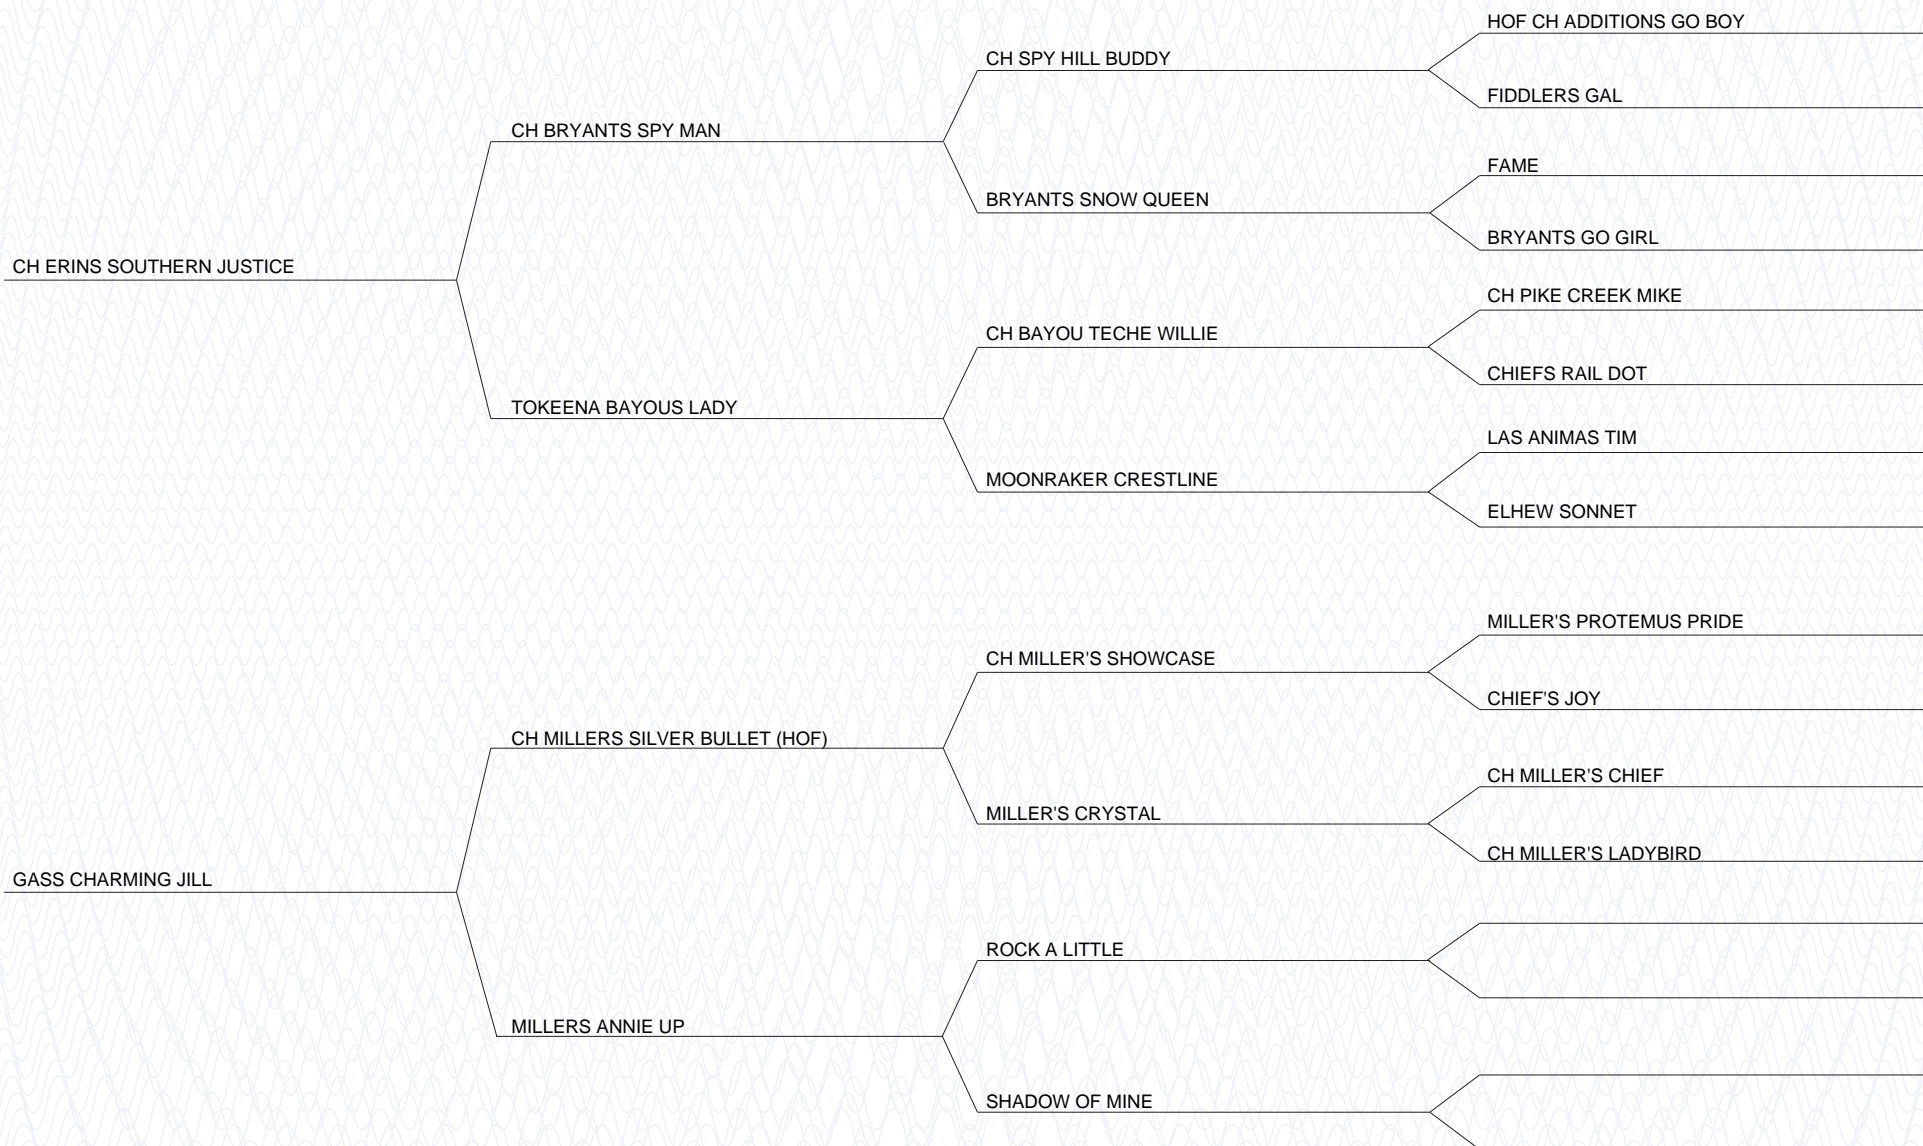 HOF CH ADDITIONS GO BOY
CH SPY HILL BUDDY
FIDDLERS GAL
CH BRYANTS SPY MAN
FAME
BRYANTS SNOW QUEEN
BRYANTS GO GIRL
CH ERINS SOUTHERN JUSTICE
CH PIKE CREEK MIKE
CH BAYOU TECHE WILLIE
CHIEFS RAIL DOT
TOKEENA BAYOUS LADY
LAS ANIMAS TIM
MOONRAKER CRESTLINE
ELHEW SONNET
MILLER'S PROTEMUS PRIDE
CH MILLER'S SHOWCASE
CHIEF'S JOY
CH MILLERS SILVER BULLET (HOF)
CH MILLER'S CHIEF
MILLER'S CRYSTAL
CH MILLER'S LADYBIRD
GASS CHARMING JILL
ROCK A LITTLE
MILLERS ANNIE UP
SHADOW OF MINE